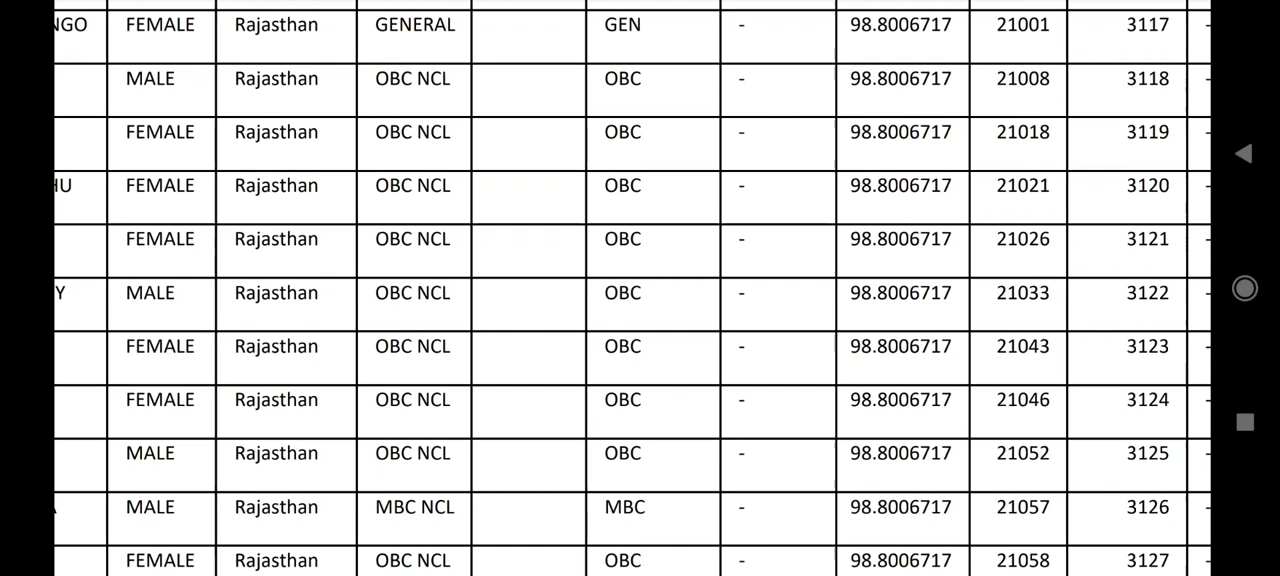 NGO FEMALE Rajasthan GENERAL GEN - 98.8006717 21001 3117 -
MALE Rajasthan OBC NCL OBC - 98.8006717 21008 3118 -
FEMALE Rajasthan OBC NCL OBC - 98.8006717 21018 3119 -
HU FEMALE Rajasthan OBC NCL OBC - 98.8006717 21021 3120 -
FEMALE Rajasthan OBC NCL OBC - 98.8006717 21026 3121 -
Y MALE Rajasthan OBC NCL OBC - 98.8006717 21033 3122 -
FEMALE Rajasthan OBC NCL OBC - 98.8006717 21043 3123 -
FEMALE Rajasthan OBC NCL OBC - 98.8006717 21046 3124 -
MALE Rajasthan OBC NCL OBC - 98.8006717 21052 3125 -
MALE Rajasthan MBC NCL MBC - 98.8006717 21057 3126 -
FEMALE Rajasthan OBC NCL OBC - 98.8006717 21058 3127 -